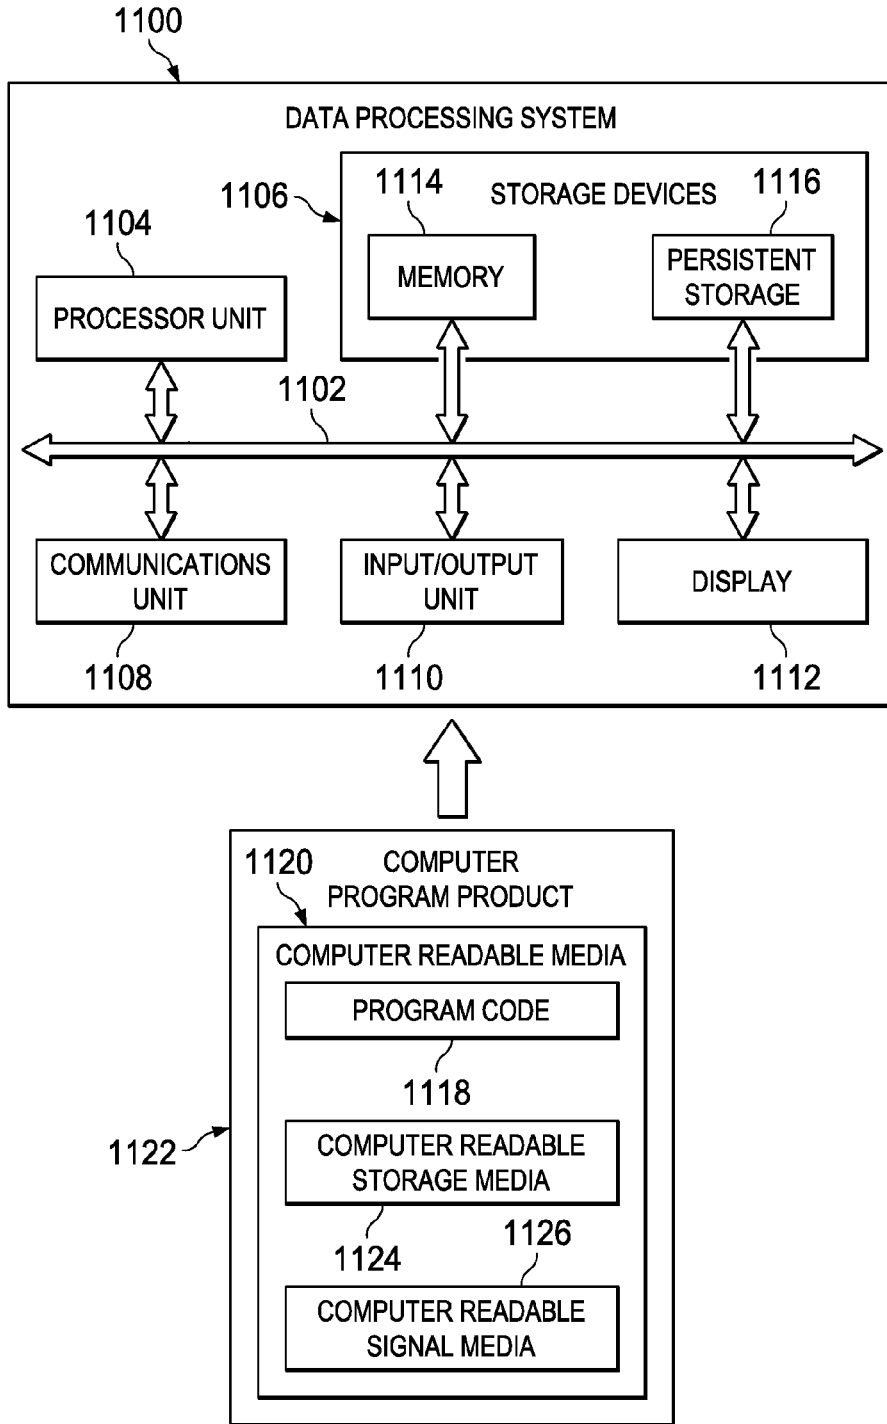 1100
DATA PROCESSING SYSTEM
1106
1114
STORAGE DEVICES
1116
1104
MEMORY
PERSISTENT
STORAGE
PROCESSOR UNIT
1102
COMMUNICATIONS
UNIT
INPUT/OUTPUT
UNIT
DISPLAY
1108
1110
1112
1120
COMPUTER
PROGRAM PRODUCT
COMPUTER READABLE MEDIA
PROGRAM CODE
1118
1122
COMPUTER READABLE
STORAGE MEDIA
1124
1126
COMPUTER READABLE
SIGNAL MEDIA